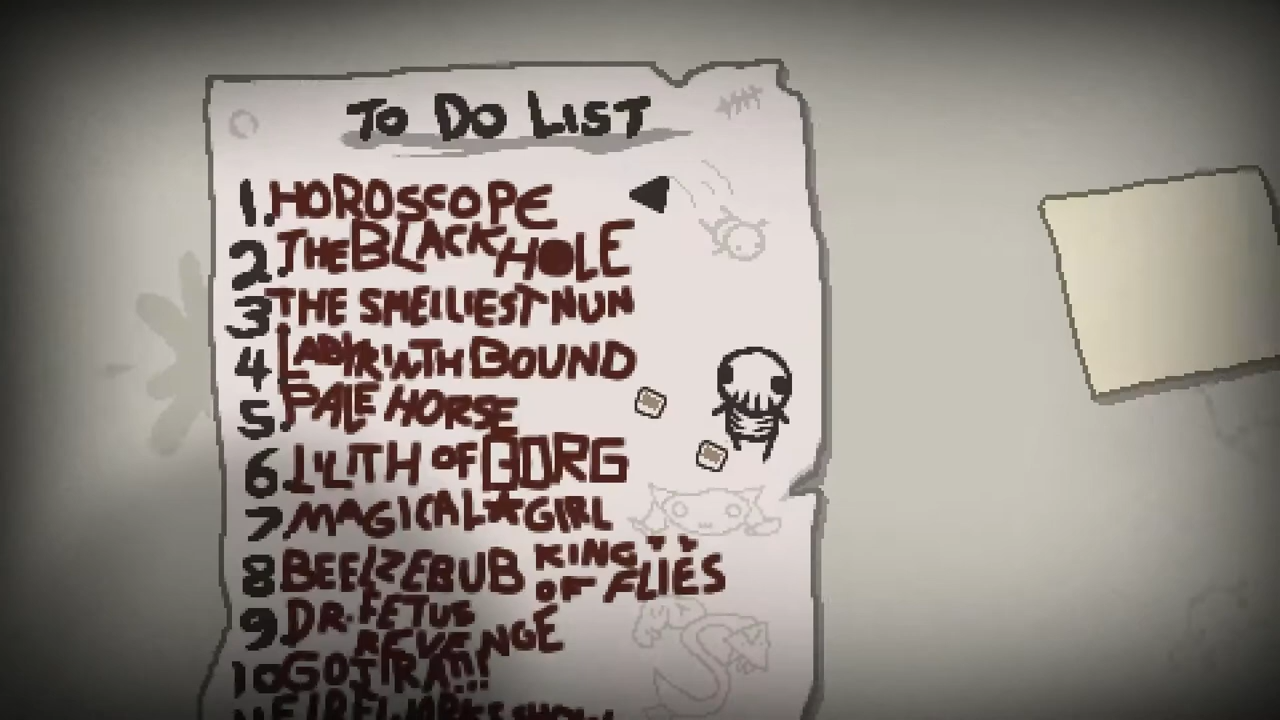 TO DO LIST
1. HOROSCOPE
2. THE BLACK HOLE
3 THE SMELLIEST NUN
4 LABYRINTH BOUND
5. PALE HORSE
6. LILITH OF BORG
7. MAGICAL★GIRL
8 BEELZEBUB KING OF FLIES
9. DR. FETUS REVENGE
10 GOJIRA!!!